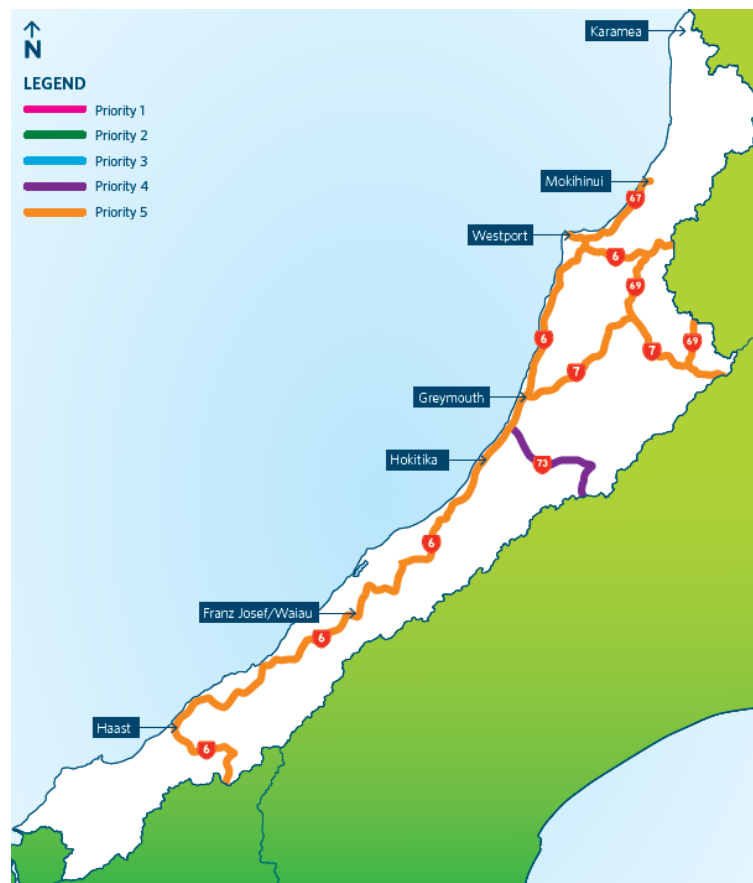 N
LEGEND
Priority 1
Priority 2
Priority 3
Priority 4
Priority 5
Karamea
Mokihinui
67
Westport
6
69
6
7
69
7
Greymouth
Hokitika
73
6
Franz Josef/Waiau
6
Haast
6